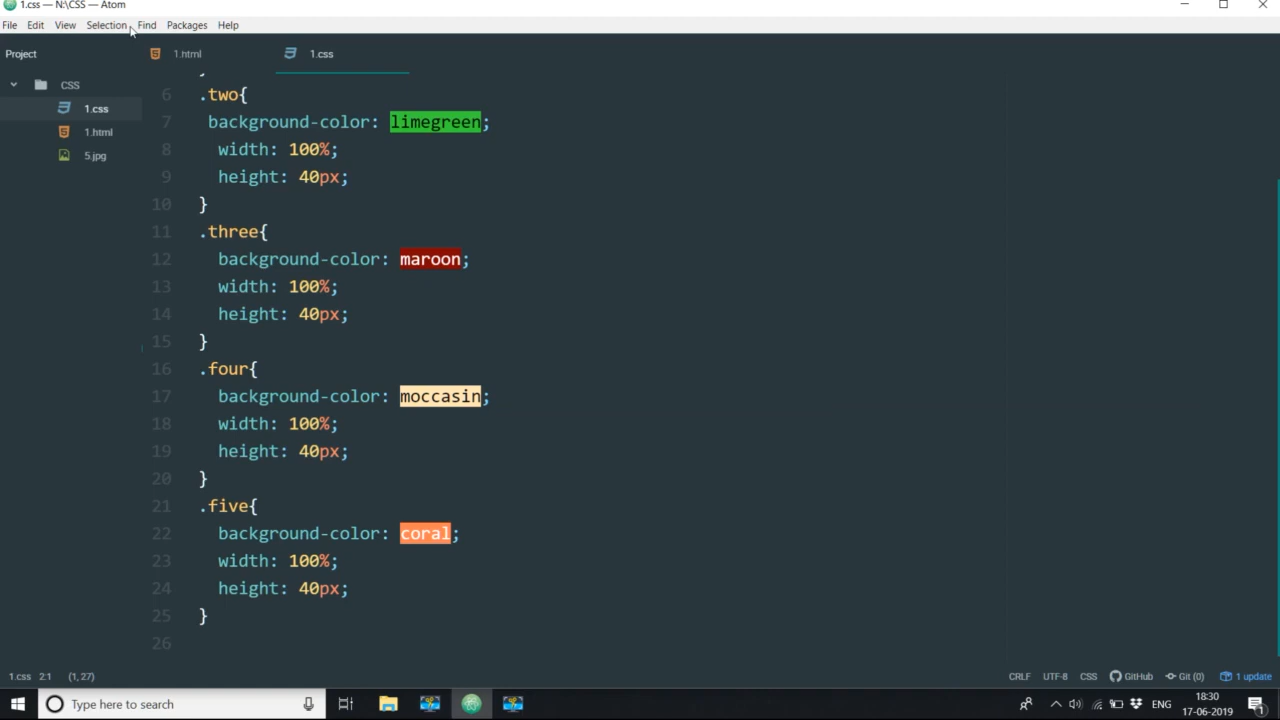 1.css — N:\CSS — Atom
File Edit View Selection Find Packages Help
Project 1.html 1.css
CSS
1.css
1.html
5.jpg
6 .two{
7 background-color: limegreen;
8 width: 100%;
9 height: 40px;
10 }
11 .three{
12 background-color: maroon;
13 width: 100%;
14 height: 40px;
15 }
16 .four{
17 background-color: moccasin;
18 width: 100%;
19 height: 40px;
20 }
21 .five{
22 background-color: coral;
23 width: 100%;
24 height: 40px;
25 }
26
1.css 2:1 (1, 27) CRLF UTF-8 CSS GitHub Git (0) 1 update
Type here to search ENG 18:30
17-06-2019 1